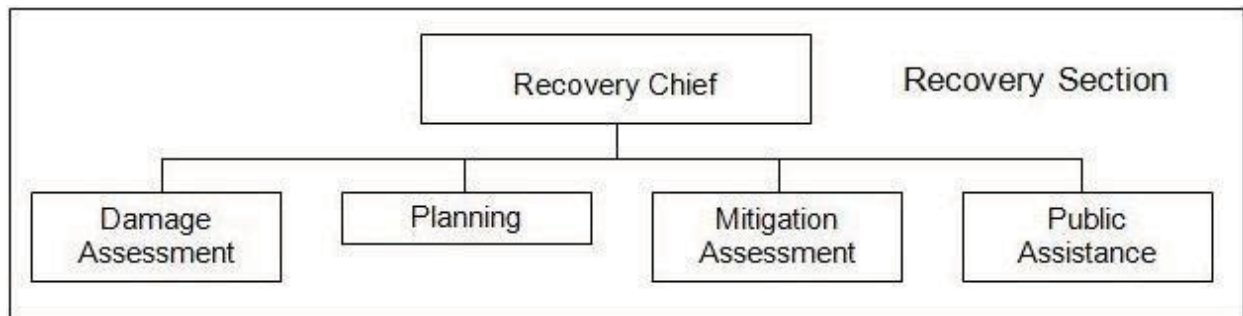 Recovery Chief
Recovery Section
Damage
Assessment
Planning
Mitigation
Assessment
Public
Assistance